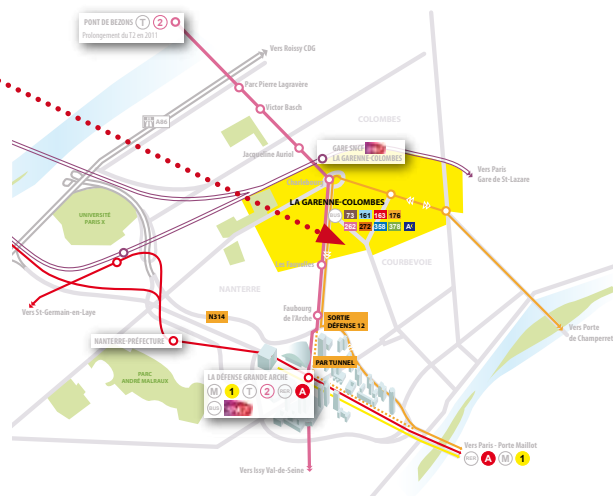 PONT DE BEZONS T 2
Prolongement du T2 en 2011
Vers Roissy CDG
Parc Pierre Lagravère
A86
Victor Basch
COLOMBES
Jacqueline Auriol
GARE SNCF
LA GARENNE-COLOMBES
Vers Paris
Gare de St-Lazare
Charlebourg
LA GARENNE-COLOMBES
BUS 73 161 163 176
262 272 358 378
UNIVERSITÉ
PARIS X
COURBEVOIE
Les Fauvelles
NANTERRE
Vers St-Germain-en-Laye
Faubourg
de l'Arche
N314
SORTIE
DÉFENSE 12
Vers Porte
de Champerret
NANTERRE-PRÉFECTURE
PAR TUNNEL
PARC
ANDRÉ MALRAUX
LA DÉFENSE GRANDE ARCHE
M 1 T 2 RER A
BUS
Vers Paris - Porte Maillot
RER A M 1
Vers Issy Val-de-Seine